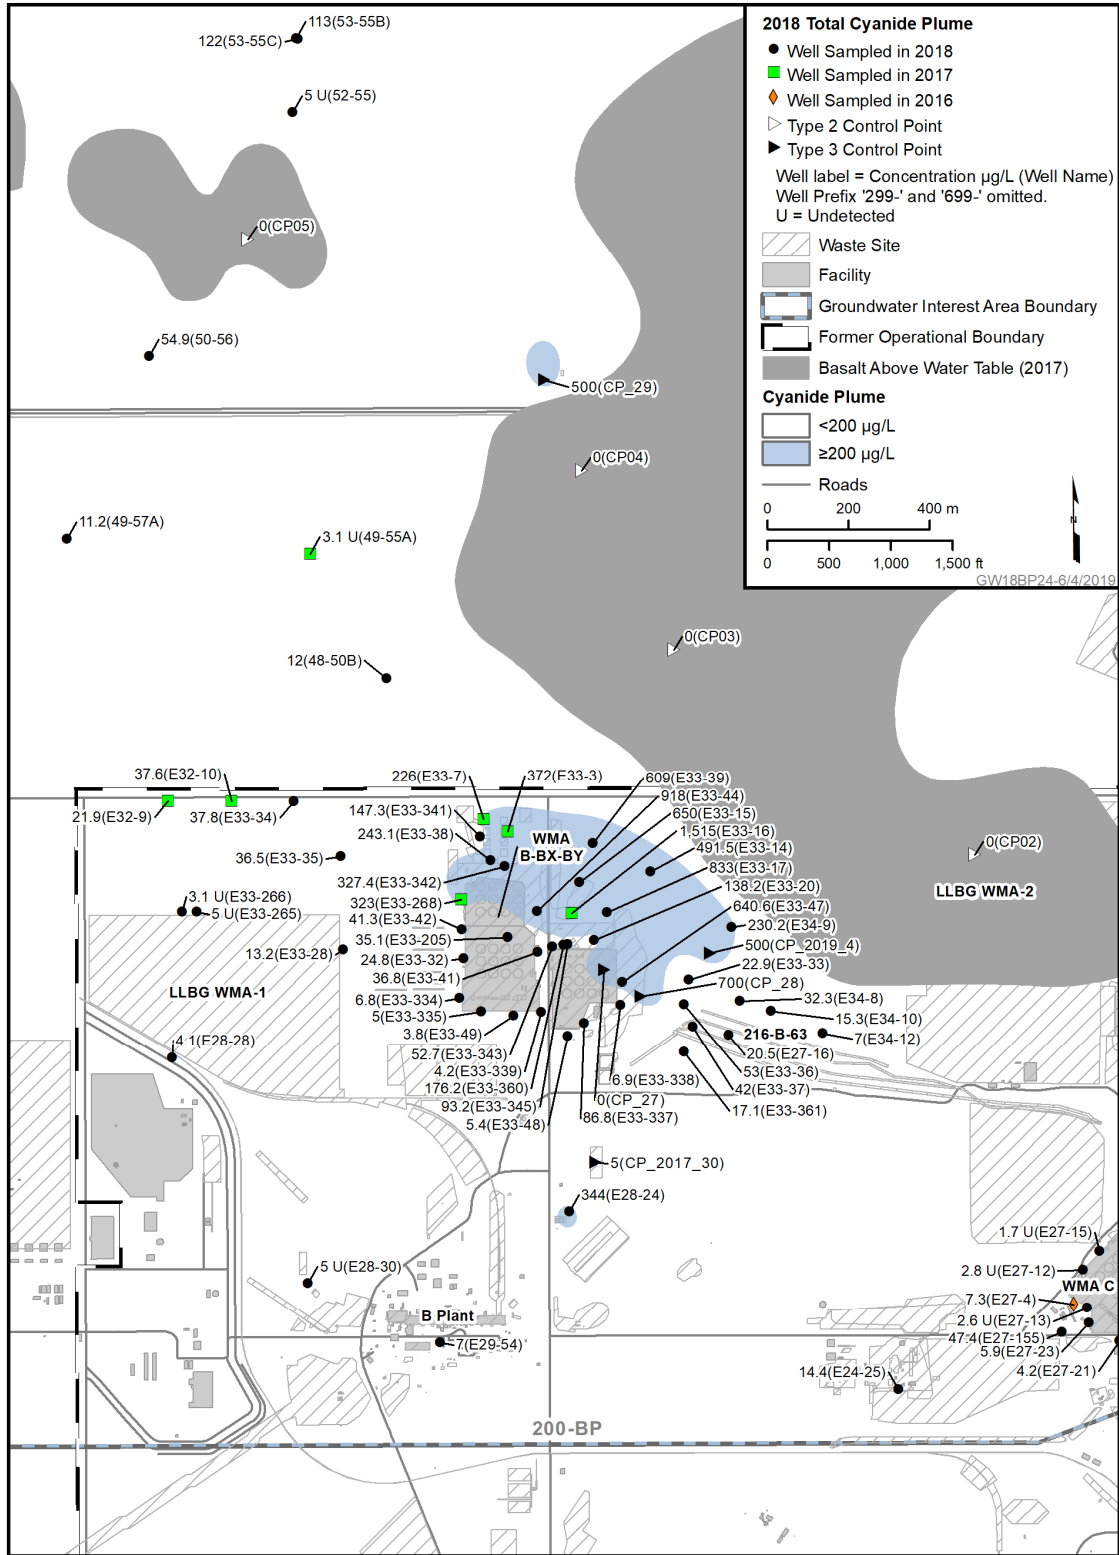 113(53-55B)
122(53-55C)
5 U(52-55)
0(CP05)
54.9(50-56)
500(CP_29)
0(CP04)
11.2(49-57A)
3.1 U(49-55A)
0(CP03)
12(48-50B)
2018 Total Cyanide Plume
Well Sampled in 2018
Well Sampled in 2017
Well Sampled in 2016
Type 2 Control Point
Type 3 Control Point
Well label = Concentration µg/L (Well Name)
Well Prefix '299-' and '699-' omitted.
U = Undetected
Waste Site
Facility
Groundwater Interest Area Boundary
Former Operational Boundary
Basalt Above Water Table (2017)
Cyanide Plume
<200 µg/L
≥200 µg/L
Roads
0 200 400 m
N
0 500 1,000 1,500 ft
GW18BP24-6/4/2019
37.6(E32-10)
21.9(E32-9)
37.8(E33-34)
226(E33-7)
372(E33-3)
147.3(E33-341)
243.1(E33-38)
WMA
B-BX-BY
609(E33-39)
918(E33-44)
650(E33-15)
1,515(E33-16)
491.5(E33-14)
833(E33-17)
138.2(E33-20)
640.6(E33-47)
230.2(E34-9)
500(CP_2019_4)
22.9(E33-33)
700(CP_28)
32.3(E34-8)
15.3(E34-10)
0(CP02)
LLBG WMA-2
36.5(E33-35)
327.4(E33-342)
3.1 U(E33-266)
5 U(E33-265)
323(E33-268)
41.3(E33-42)
35.1(E33-205)
13.2(E33-28)
24.8(E33-32)
36.8(E33-41)
LLBG WMA-1
6.8(E33-334)
5(E33-335)
3.8(E33-49)
4.1(E28-28)
52.7(E33-343)
4.2(E33-339)
176.2(E33-360)
93.2(E33-345)
5.4(E33-48)
216-B-63
7(E34-12)
20.5(E27-16)
53(E33-36)
42(E33-37)
17.1(E33-361)
6.9(E33-338)
0(CP_27)
86.8(E33-337)
5(CP_2017_30)
344(E28-24)
5 U(E28-30)
B Plant
7(E29-54)
1.7 U(E27-15)
2.8 U(E27-12)
WMA C
7.3(E27-4)
2.6 U(E27-13)
47.4(E27-155)
5.9(E27-23)
4.2(E27-21)
14.4(E24-25)
200-BP